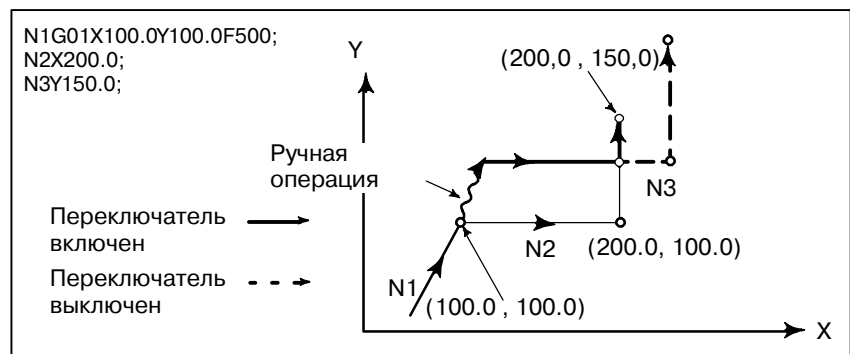 N1G01X100.0Y100.0F500;
N2X200.0;
N3Y150.0;
Y
(200,0 , 150,0)
Ручная
операция
Переключатель
включен
Переключатель
выключен
N3
N2
(200.0, 100.0)
N1
(100.0 , 100.0)
X